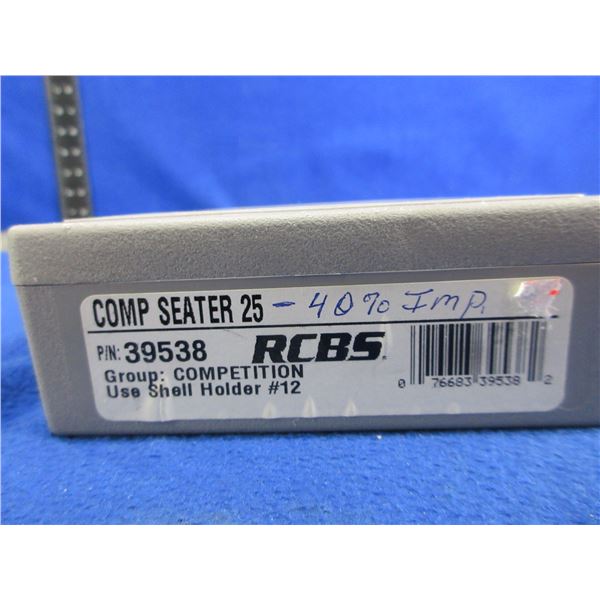 COMP SEATER 25 - 40% Imp.
P/N: 39538 RCBS
Group: COMPETITION
Use Shell Holder #12
0 76683 39538 2